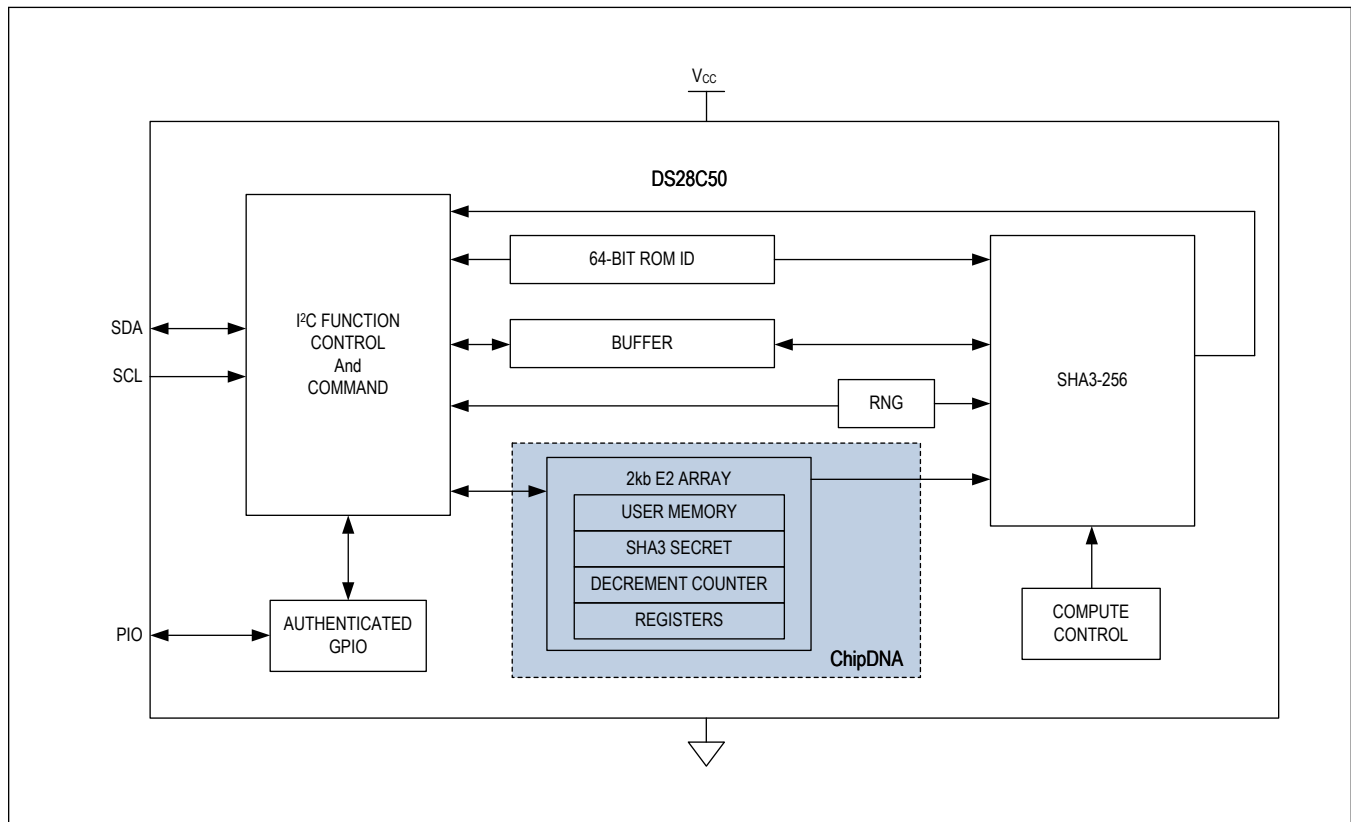 VCC
DS28C50
64-BIT ROM ID
I²C FUNCTION
CONTROL
And
COMMAND
SDA
SCL
BUFFER
SHA3-256
RNG
2kb E2 ARRAY
USER MEMORY
SHA3 SECRET
DECREMENT COUNTER
REGISTERS
ChipDNA
PIO
AUTHENTICATED
GPIO
COMPUTE
CONTROL